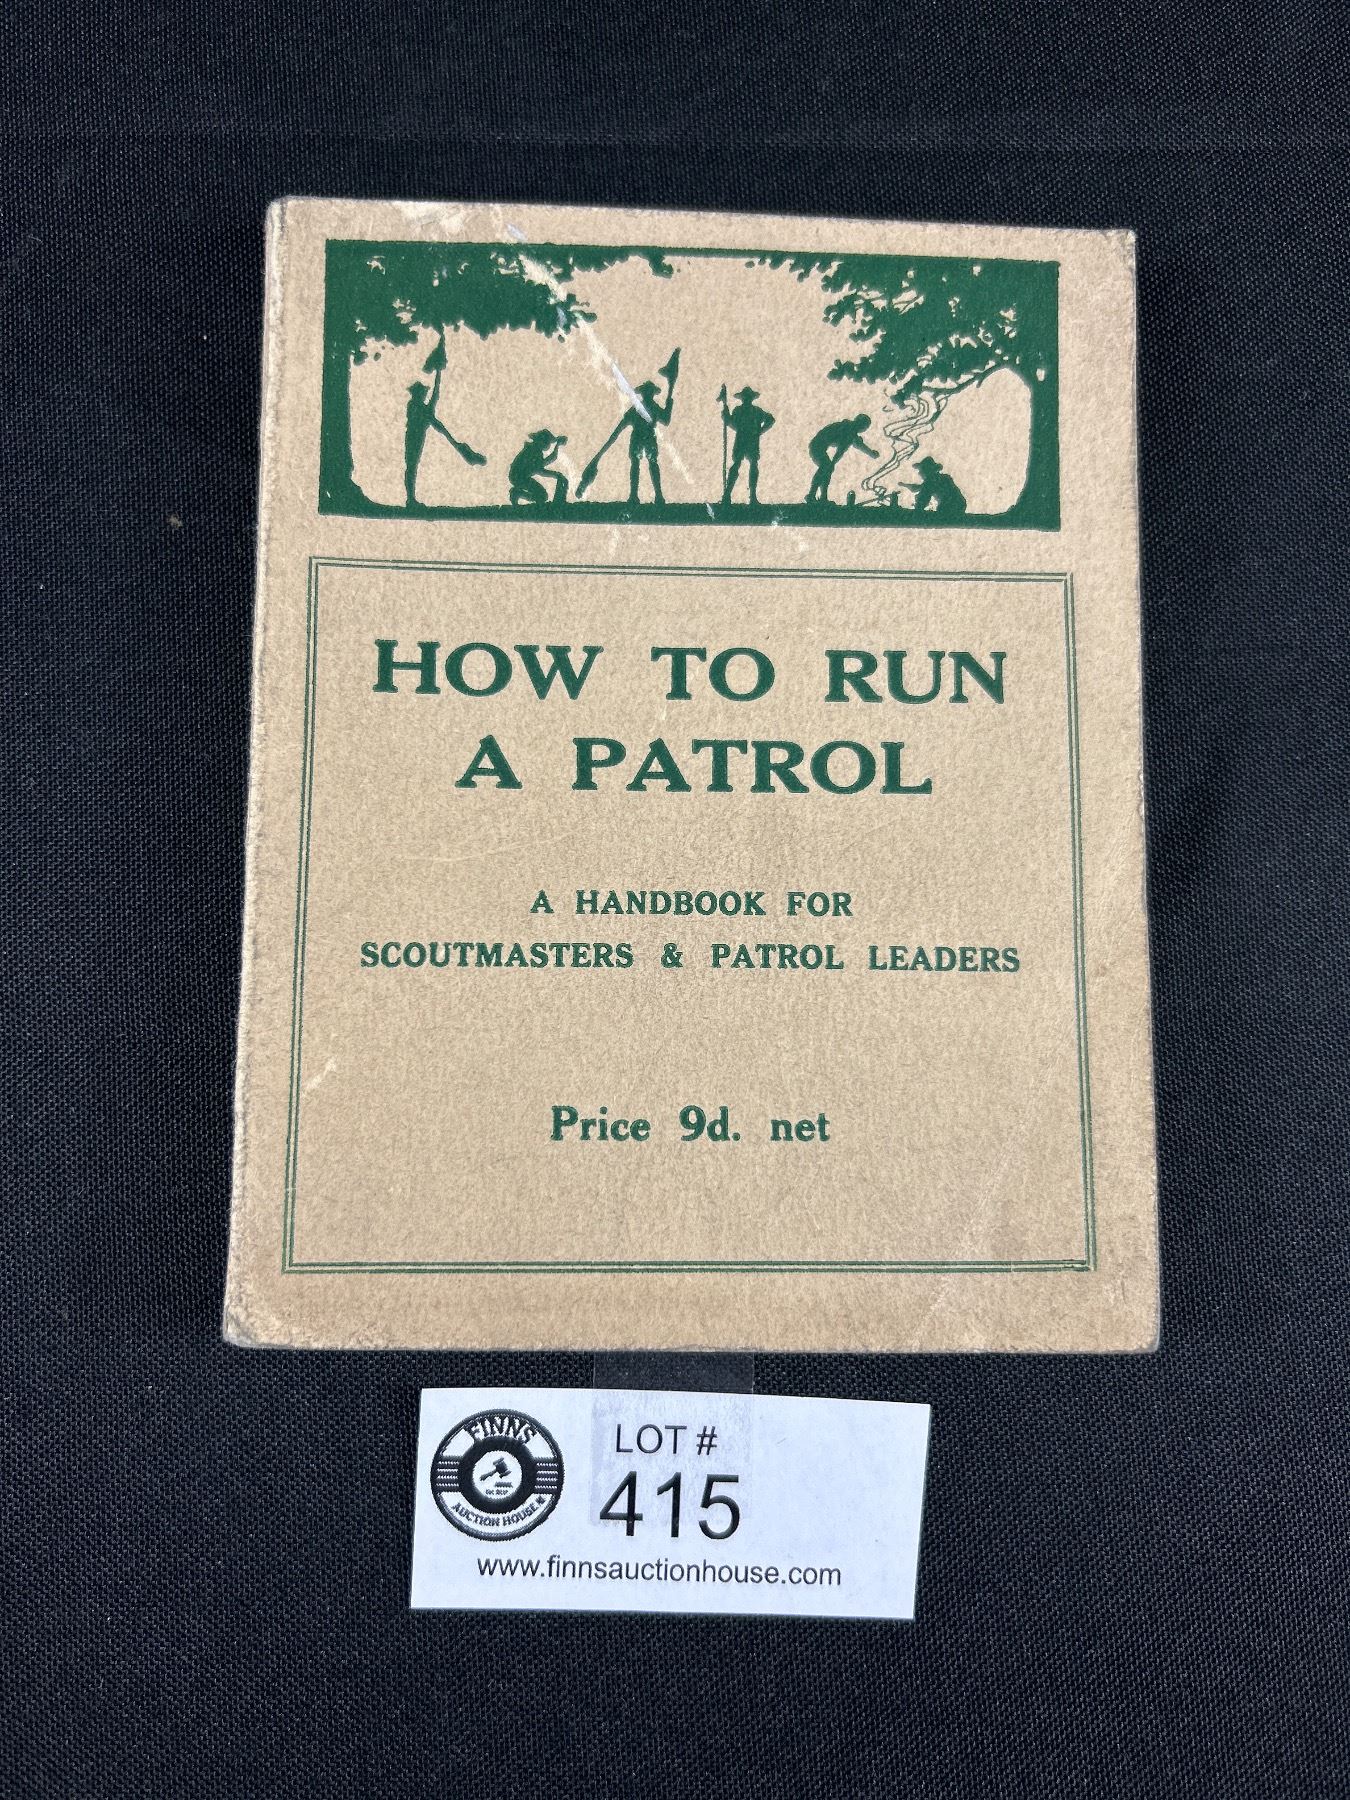 HOW TO RUN
A PATROL
A HANDBOOK FOR
SCOUTMASTERS & PATROL LEADERS
Price 9d. net
FINNS
AUCTION HOUSE
LOT #
415
www.finnsauctionhouse.com